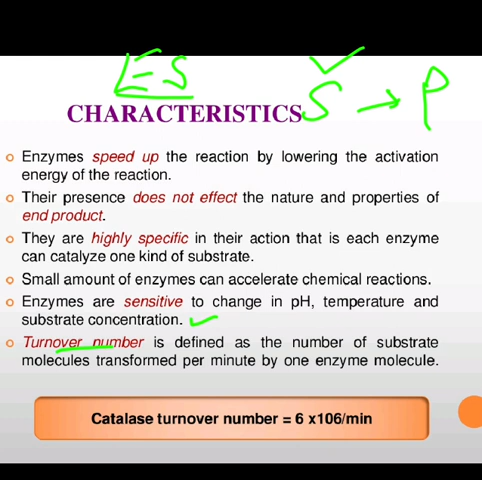 ES
S → P
CHARACTERISTICS
Enzymes speed up the reaction by lowering the activation
energy of the reaction.
Their presence does not effect the nature and properties of
end product.
They are highly specific in their action that is each enzyme
can catalyze one kind of substrate.
Small amount of enzymes can accelerate chemical reactions.
Enzymes are sensitive to change in pH, temperature and
substrate concentration.
Turnover number is defined as the number of substrate
molecules transformed per minute by one enzyme molecule.
Catalase turnover number = 6 x106/min